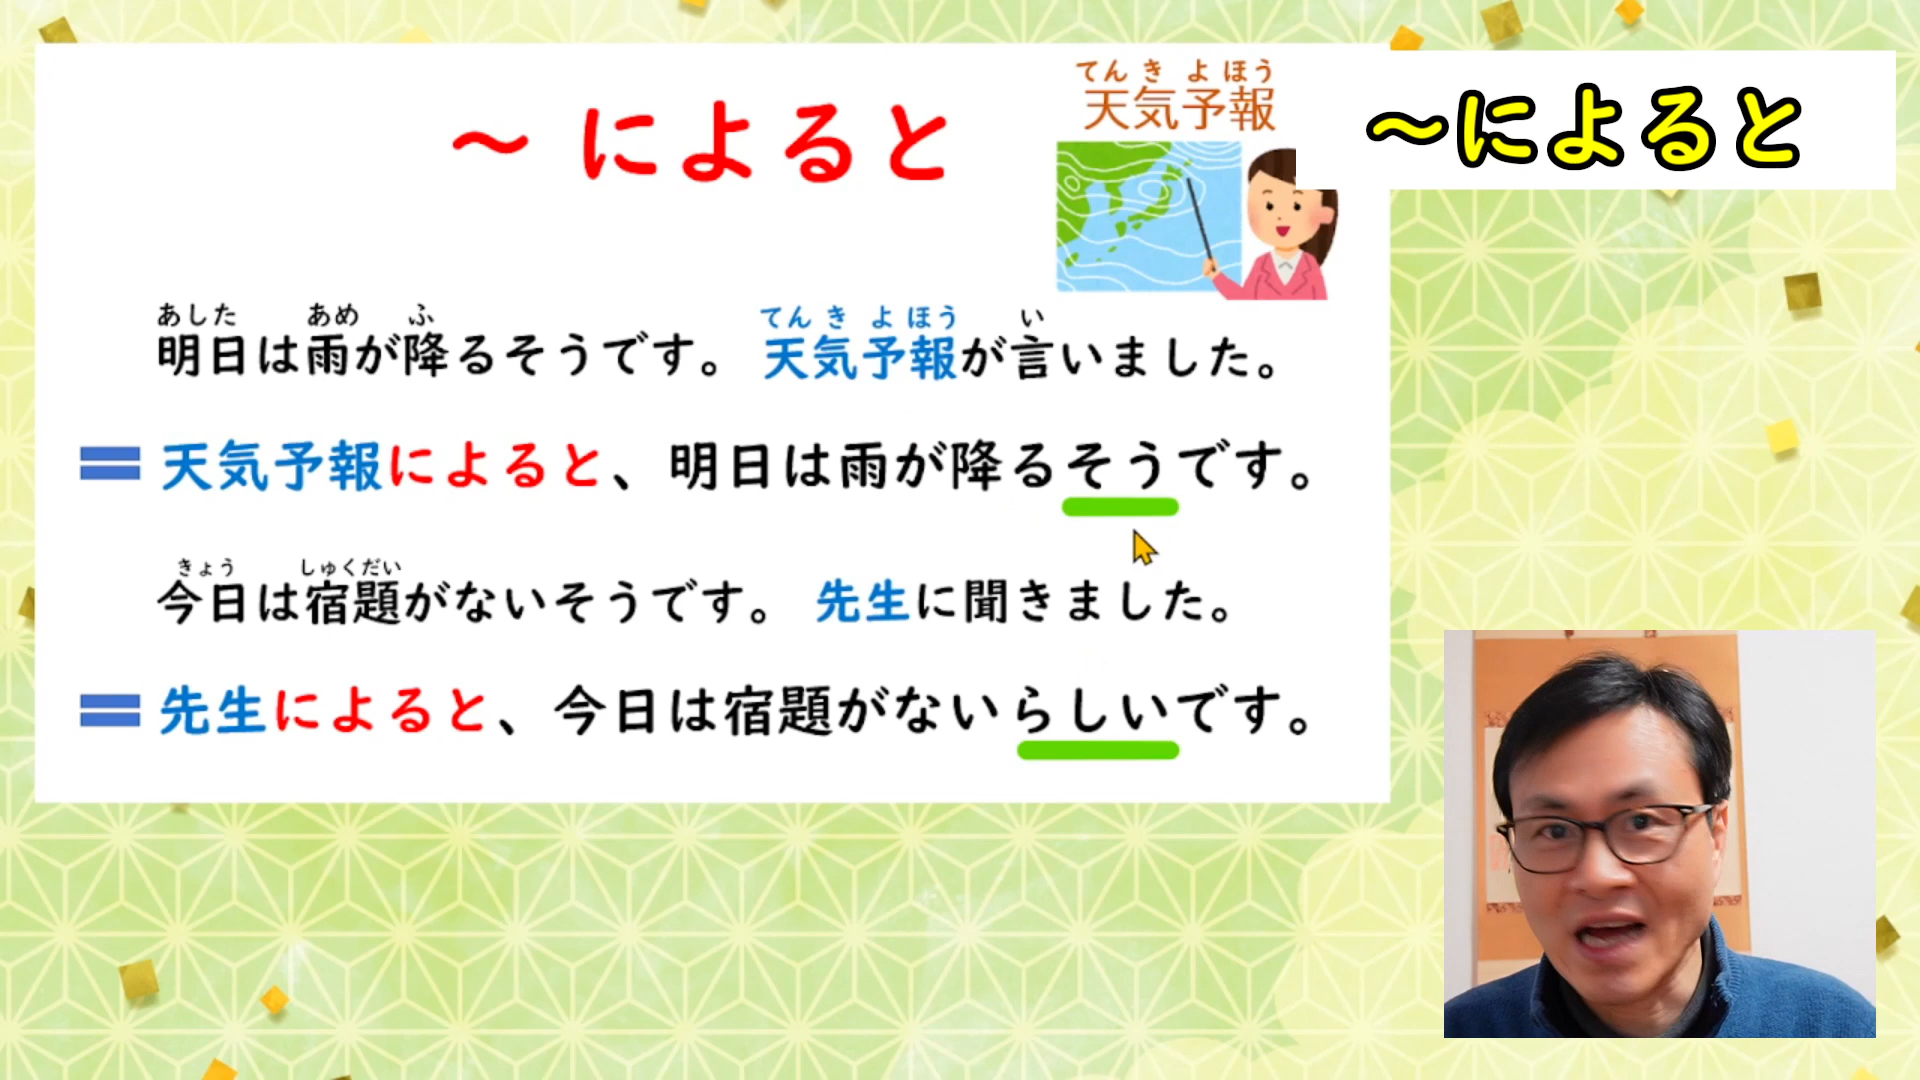 ～ によると
てんきよほう
天気予報
～によると
あした あめ ふ てんきよほう い
明日は雨が降るそうです。 天気予報が言いました。
＝ 天気予報によると、明日は雨が降るそうです。
きょう しゅくだい
今日は宿題がないそうです。 先生に聞きました。
＝ 先生によると、今日は宿題がないらしいです。